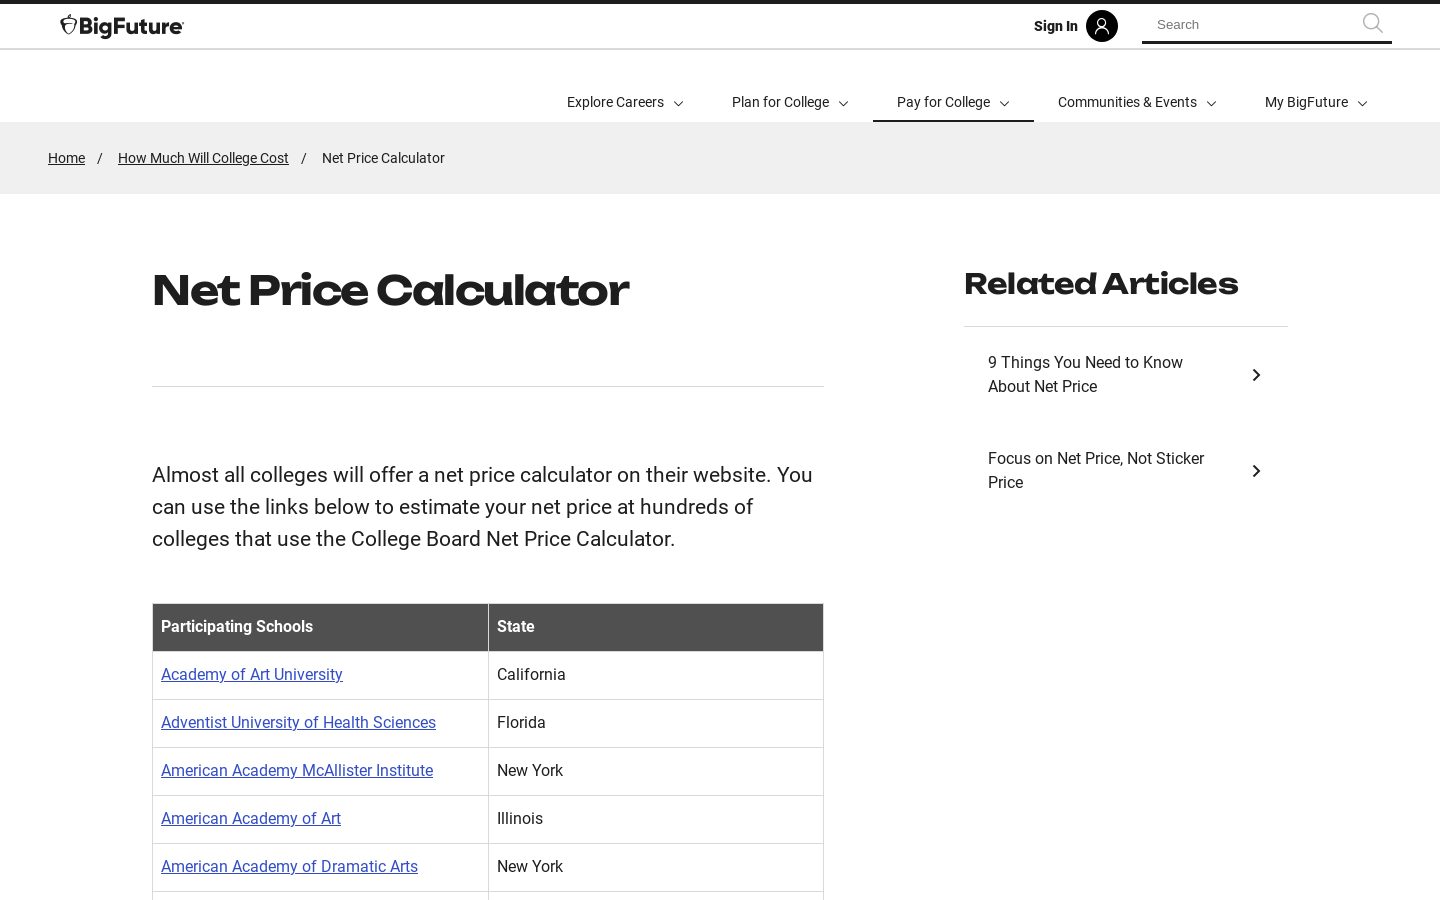 BigFuture
Sign In
Search
Explore Careers
Plan for College
Pay for College
Communities & Events
My BigFuture
Home / How Much Will College Cost / Net Price Calculator
Net Price Calculator
Almost all colleges will offer a net price calculator on their website. You
can use the links below to estimate your net price at hundreds of
colleges that use the College Board Net Price Calculator.
Participating Schools State
Academy of Art University California
Adventist University of Health Sciences Florida
American Academy McAllister Institute New York
American Academy of Art Illinois
American Academy of Dramatic Arts New York
Related Articles
9 Things You Need to Know
About Net Price
Focus on Net Price, Not Sticker
Price